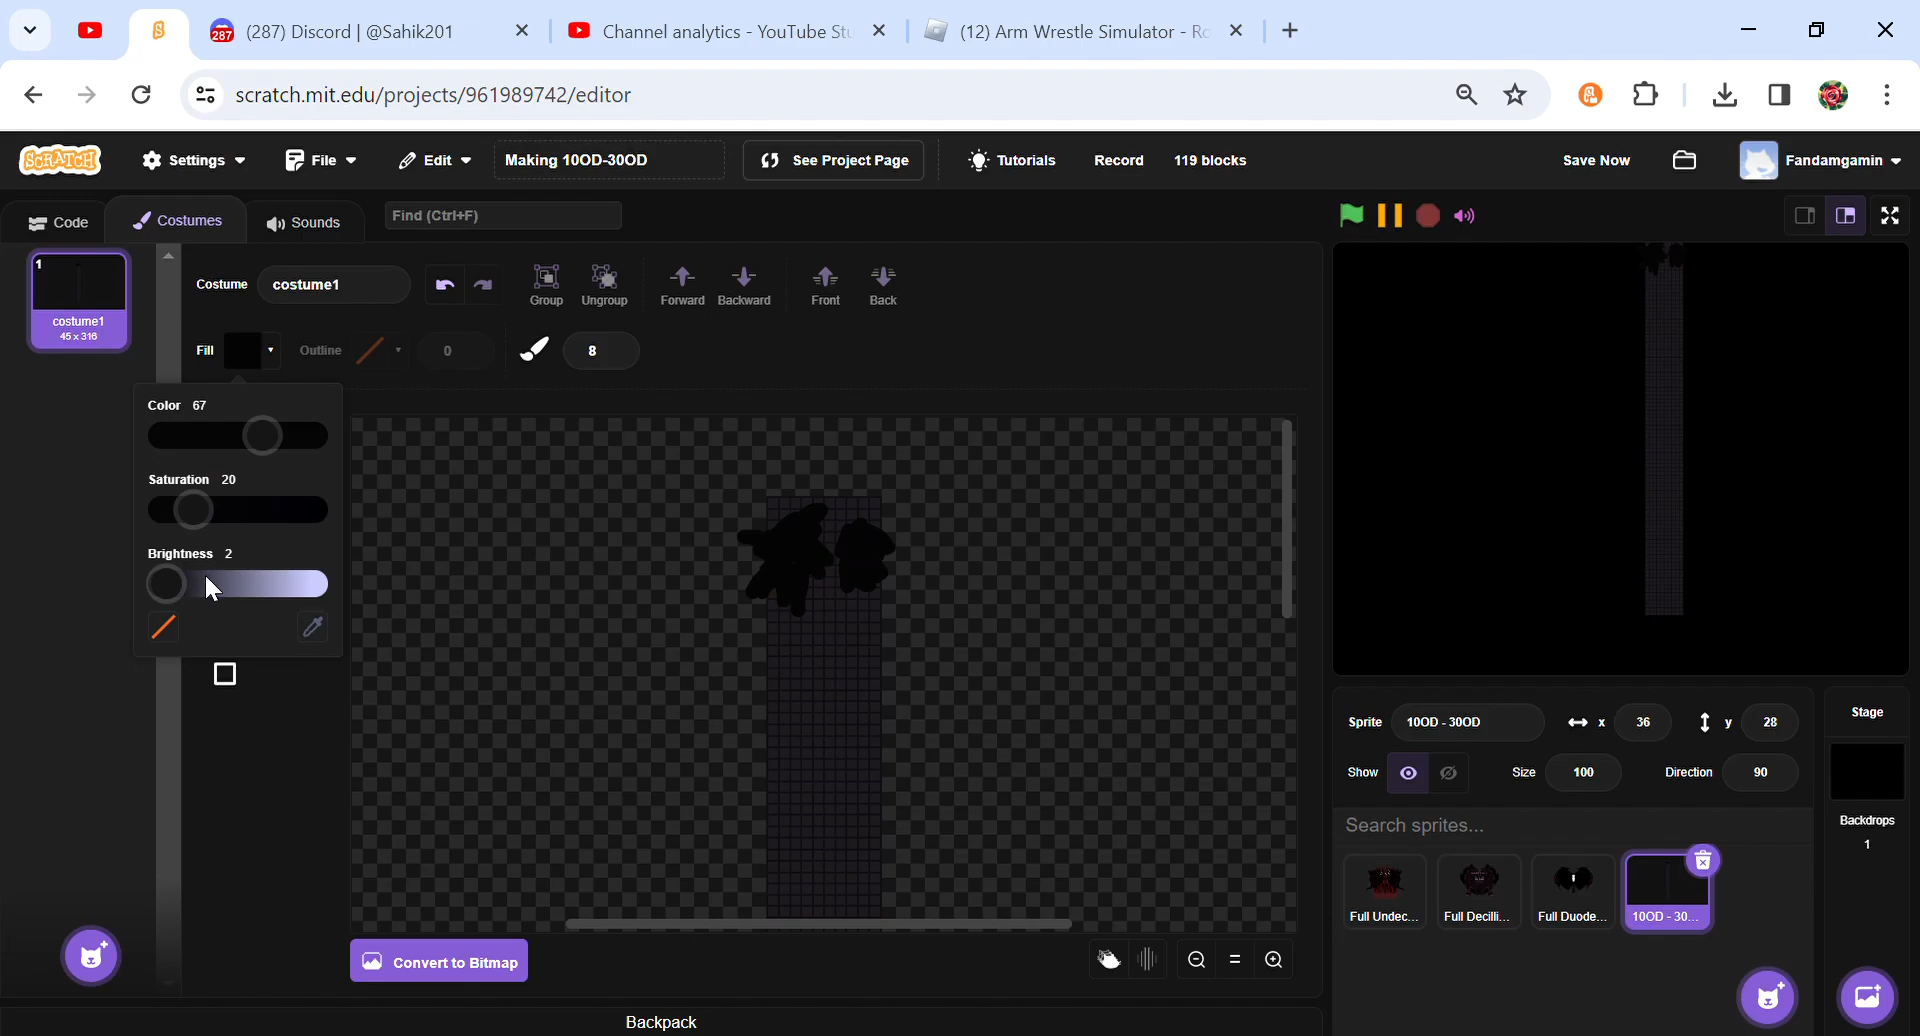 287
(287) Discord | @Sahik201
Channel analytics - YouTube Stu
(12) Arm Wrestle Simulator - Ro
scratch.mit.edu/projects/961989742/editor
SCRATCH
Settings
File
Edit
Making 10OD-30OD
See Project Page
Tutorials
Record
119 blocks
Save Now
Fandamgamin
Code
Costumes
Sounds
Find (Ctrl+F)
1
costume1
45 x 316
Costume
costume1
Group
Ungroup
Forward
Backward
Front
Back
Fill
Outline
0
8
Color 67
Saturation 20
Brightness 2
Convert to Bitmap
Backpack
Sprite
10OD - 30OD
x
36
y
28
Show
Size
100
Direction
90
Search sprites...
Full Undec...
Full Decilli...
Full Duode...
10OD - 30...
Stage
Backdrops
1